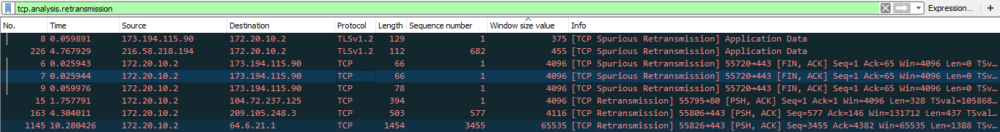 tcp.analysis.retransmission Expression… +
No. Time Source Destination Protocol Length Sequence number Window size value Info
8 0.059891 173.194.115.90 172.20.10.2 TLSv1.2 129 1 375 [TCP Spurious Retransmission] Application Data
226 4.767929 216.58.218.194 172.20.10.2 TLSv1.2 112 682 455 [TCP Spurious Retransmission] Application Data
6 0.025943 172.20.10.2 173.194.115.90 TCP 66 1 4096 [TCP Spurious Retransmission] 55720→443 [FIN, ACK] Seq=1 Ack=65 Win=4096 Len=0 TSv…
7 0.025944 172.20.10.2 173.194.115.90 TCP 66 1 4096 [TCP Spurious Retransmission] 55720→443 [FIN, ACK] Seq=1 Ack=65 Win=4096 Len=0 TSv…
9 0.059976 172.20.10.2 173.194.115.90 TCP 78 1 4096 [TCP Spurious Retransmission] 55720→443 [FIN, ACK] Seq=1 Ack=65 Win=4096 Len=0 TSv…
15 1.757791 172.20.10.2 104.72.237.125 TCP 394 1 4096 [TCP Retransmission] 55795→80 [PSH, ACK] Seq=1 Ack=1 Win=4096 Len=328 TSval=105868…
163 4.304011 172.20.10.2 209.105.248.3 TCP 503 577 4116 [TCP Retransmission] 55806→443 [PSH, ACK] Seq=577 Ack=146 Win=131712 Len=437 TSval…
1145 10.280426 172.20.10.2 64.6.21.1 TCP 1454 3455 65535 [TCP Retransmission] 55826→443 [PSH, ACK] Seq=3455 Ack=4382 Win=65535 Len=1388 TSv…